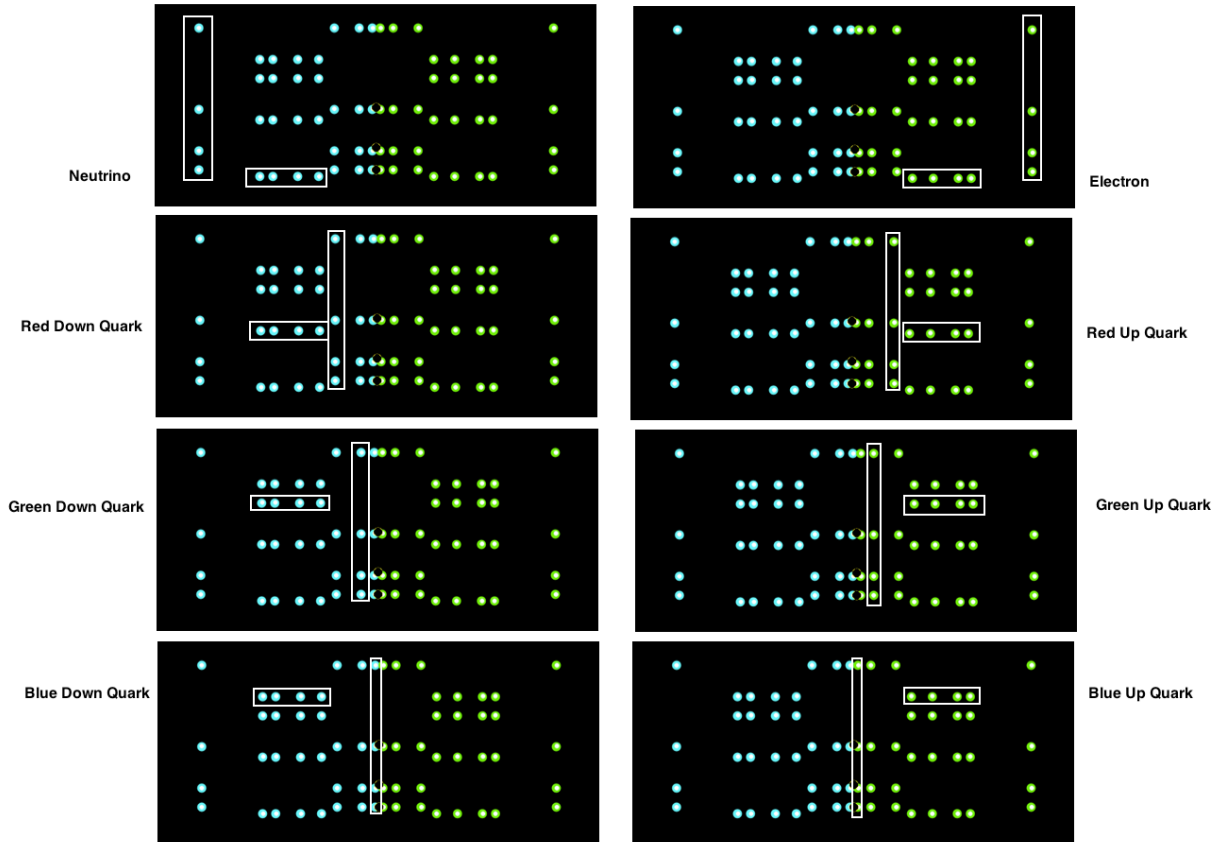 Neutrino
Electron
Red Down Quark
Red Up Quark
Green Down Quark
Green Up Quark
Blue Down Quark
Blue Up Quark